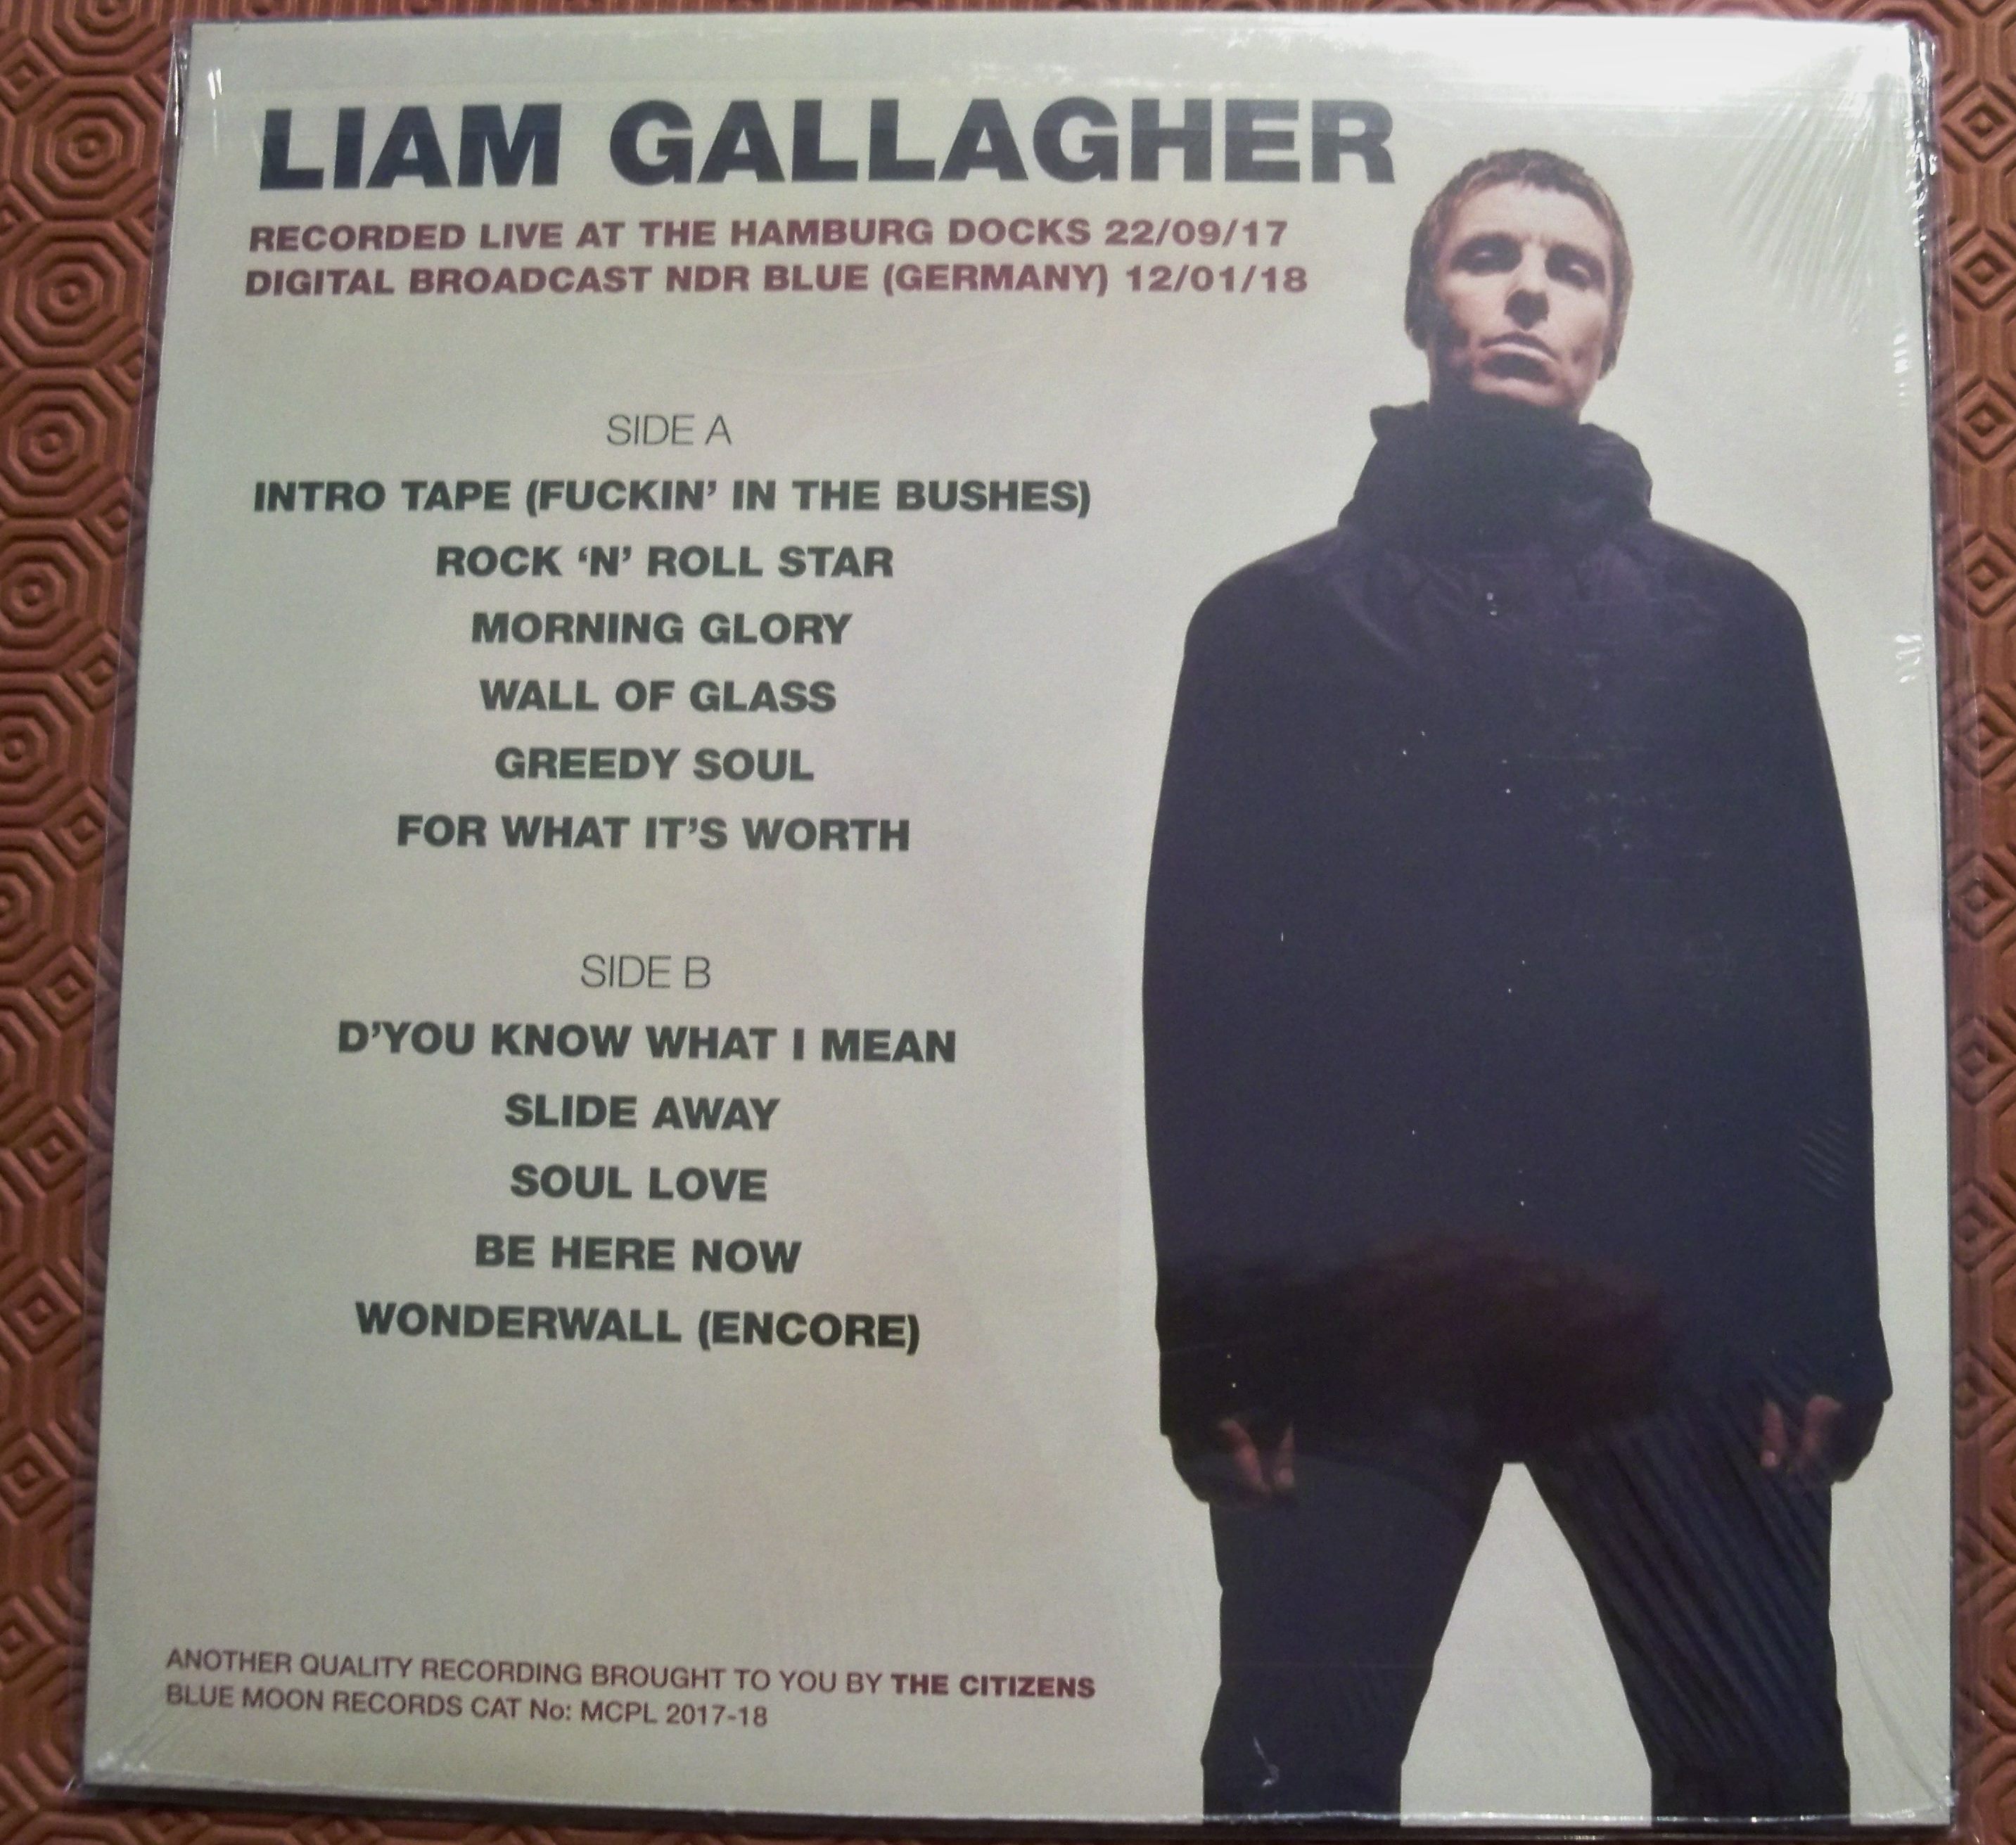 LIAM GALLAGHER
RECORDED LIVE AT THE HAMBURG DOCKS 22/09/17
DIGITAL BROADCAST NDR BLUE (GERMANY) 12/01/18
SIDE A
INTRO TAPE (FUCKIN’ IN THE BUSHES)
ROCK ‘N’ ROLL STAR
MORNING GLORY
WALL OF GLASS
GREEDY SOUL
FOR WHAT IT’S WORTH
SIDE B
D’YOU KNOW WHAT I MEAN
SLIDE AWAY
SOUL LOVE
BE HERE NOW
WONDERWALL (ENCORE)
ANOTHER QUALITY RECORDING BROUGHT TO YOU BY THE CITIZENS
BLUE MOON RECORDS CAT No: MCPL 2017-18